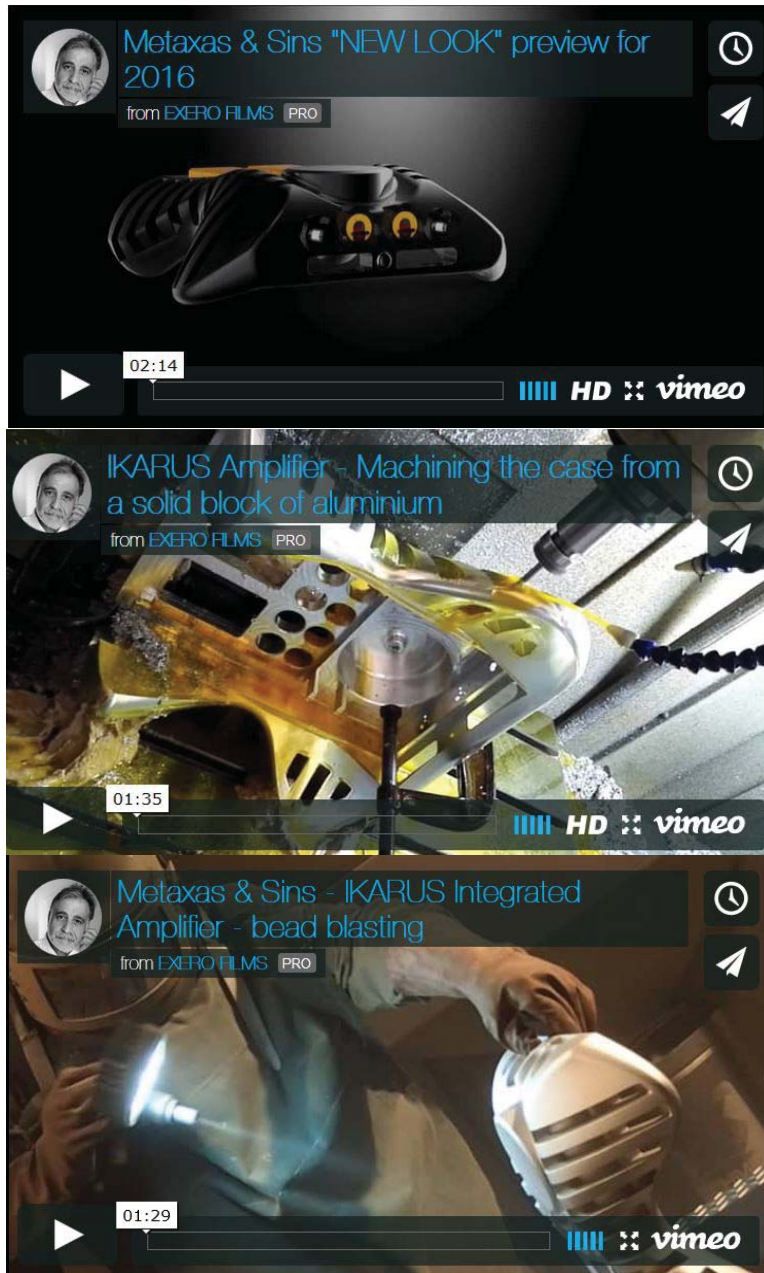 Metaxas & Sins "NEW LOOK" preview for
2016
from EXERO FILMS PRO
02:14
HD vimeo
IKARUS Amplifier - Machining the case from
a solid block of aluminium
from EXERO FILMS PRO
01:35
HD vimeo
Metaxas & Sins - IKARUS Integrated
Amplifier - bead blasting
from EXERO FILMS PRO
01:29
vimeo